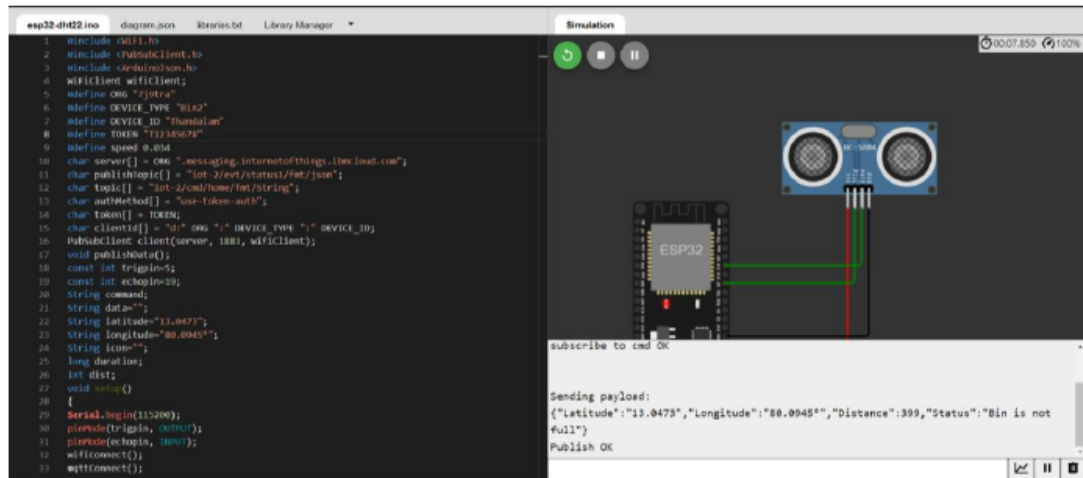 esp32-dht22.ino diagram.json libraries.txt Library Manager
Simulation
00:07.850 100%
1 #include <WiFi.h>
2 #include <PubSubClient.h>
3 #include <ArduinoJson.h>
4 WiFiClient wifiClient;
5 #define ORG "7j9tra"
6 #define DEVICE_TYPE "Bin2"
7 #define DEVICE_ID "Thandalam"
8 #define TOKEN "T12345678"
9 #define speed 0.034
10 char server[] = ORG ".messaging.internetofthings.ibmcloud.com";
11 char publishTopic[] = "iot-2/evt/status1/fmt/json";
12 char topic[] = "iot-2/cmd/home/fmt/String";
13 char authMethod[] = "use-token-auth";
14 char token[] = TOKEN;
15 char clientId[] = "d:" ORG ":" DEVICE_TYPE ":" DEVICE_ID;
16 PubSubClient client(server, 1883, wifiClient);
17 void publishData();
18 const int trigpin=5;
19 const int echopin=19;
20 String command;
21 String data="";
22 String latitude="13.0473";
23 String longitude="80.0945°";
24 String icon="";
25 long duration;
26 int dist;
27 void setup()
28 {
29 Serial.begin(115200);
30 pinMode(trigpin, OUTPUT);
31 pinMode(echopin, INPUT);
32 wifiConnect();
33 mqttConnect();
HC-SR04
ESP32
subscribe to cmd OK
Sending payload:
{"Latitude":"13.0473","Longitude":"80.0945°","Distance":399,"Status":"Bin is not
full"}
Publish OK